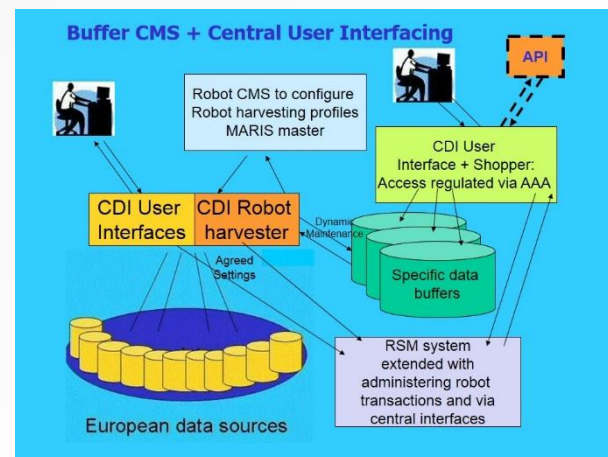 Buffer CMS + Central User Interfacing
API
Robot CMS to configure
Robot harvesting profiles
MARIS master
CDI User
Interface + Shopper:
Access regulated via AAA
CDI User
Interfaces
CDI Robot
harvester
Dynamic
Maintenance
Agreed
Settings
Specific data
buffers
RSM system
extended with
administering robot
transactions and via
central interfaces
European data sources